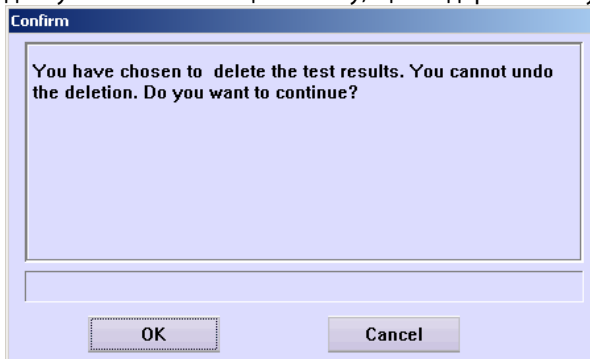 Confirm
You have chosen to  delete the test results. You cannot undo
the deletion. Do you want to continue?
OK
Cancel